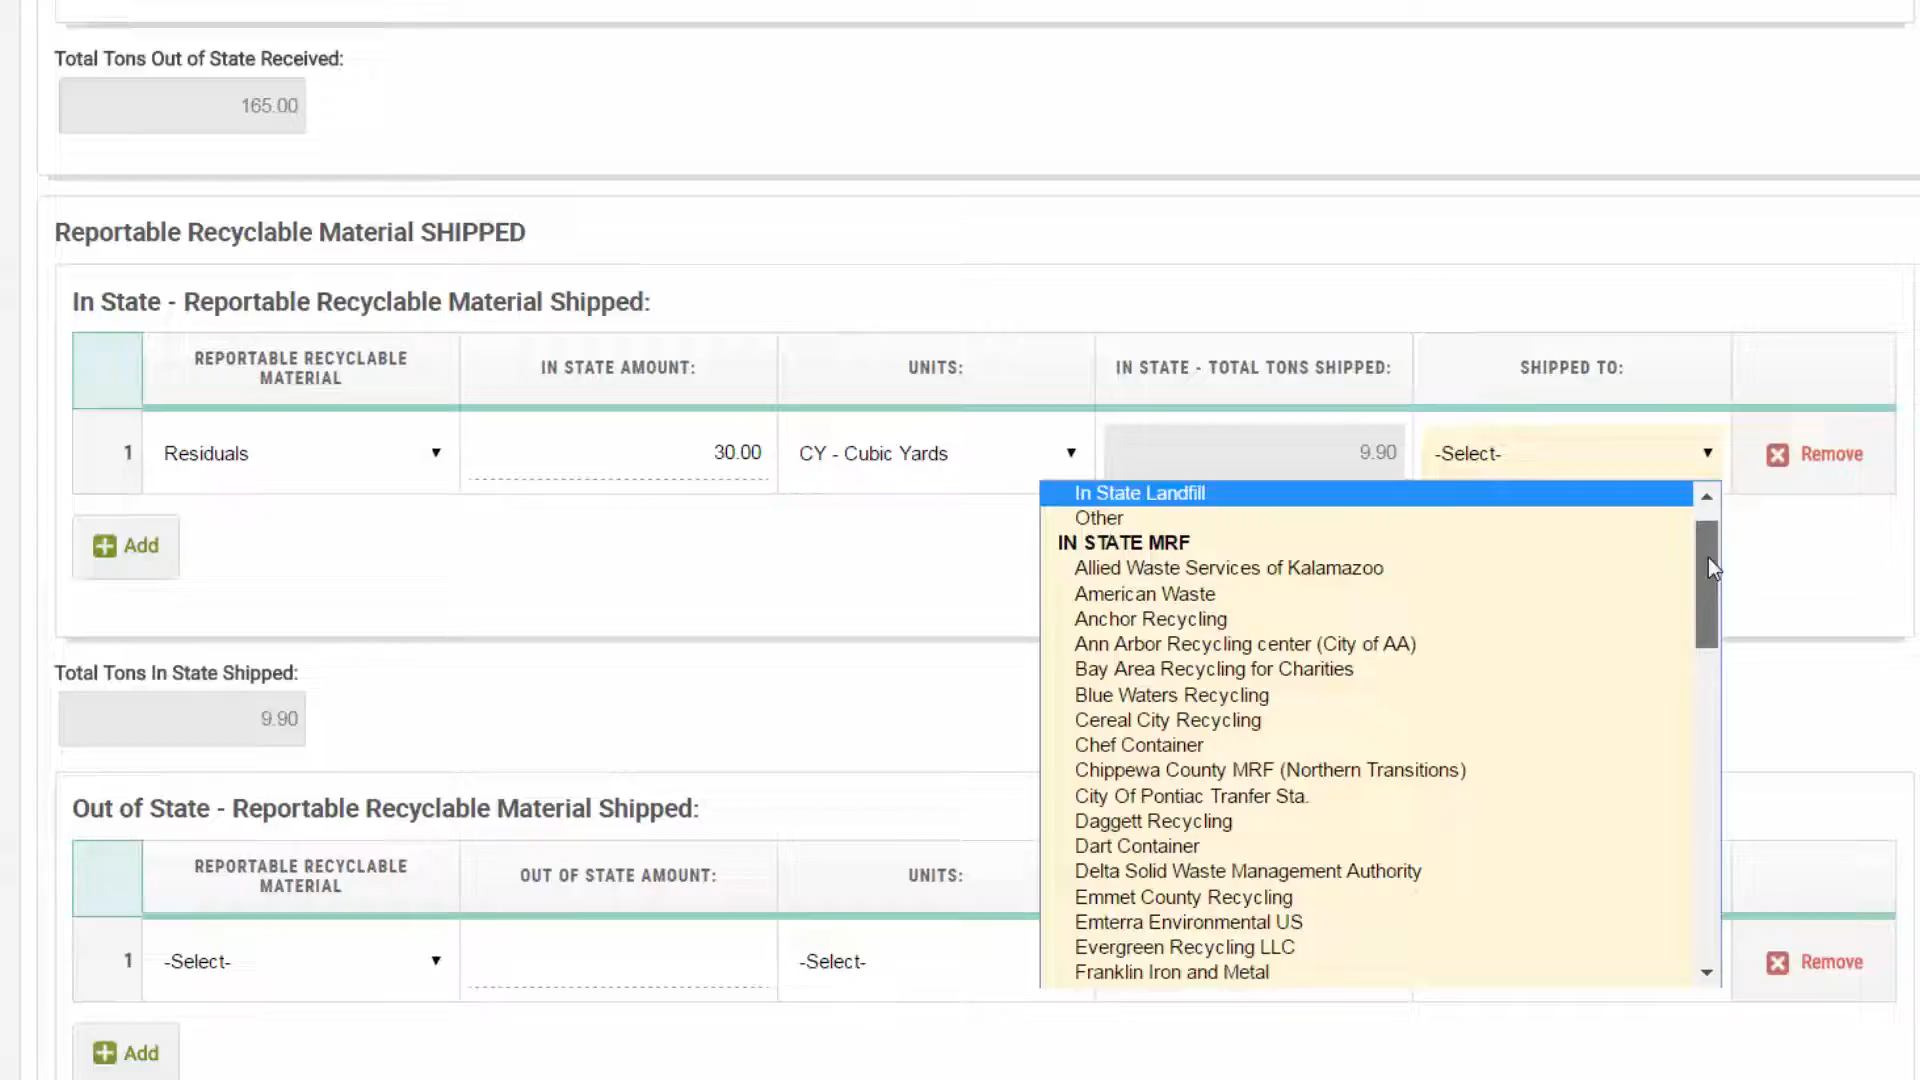 Total Tons Out of State Received:
165.00
Reportable Recyclable Material SHIPPED
In State - Reportable Recyclable Material Shipped:
REPORTABLE RECYCLABLE
MATERIAL
IN STATE AMOUNT:
UNITS:
IN STATE - TOTAL TONS SHIPPED:
SHIPPED TO:
1
Residuals
30.00
CY - Cubic Yards
9.90
-Select-
Remove
In State Landfill
Other
IN STATE MRF
Allied Waste Services of Kalamazoo
American Waste
Anchor Recycling
Ann Arbor Recycling center (City of AA)
Bay Area Recycling for Charities
Blue Waters Recycling
Cereal City Recycling
Chef Container
Chippewa County MRF (Northern Transitions)
City Of Pontiac Tranfer Sta.
Daggett Recycling
Dart Container
Delta Solid Waste Management Authority
Emmet County Recycling
Emterra Environmental US
Evergreen Recycling LLC
Franklin Iron and Metal
Add
Total Tons In State Shipped:
9.90
Out of State - Reportable Recyclable Material Shipped:
REPORTABLE RECYCLABLE
MATERIAL
OUT OF STATE AMOUNT:
UNITS:
1
-Select-
-Select-
Remove
Add